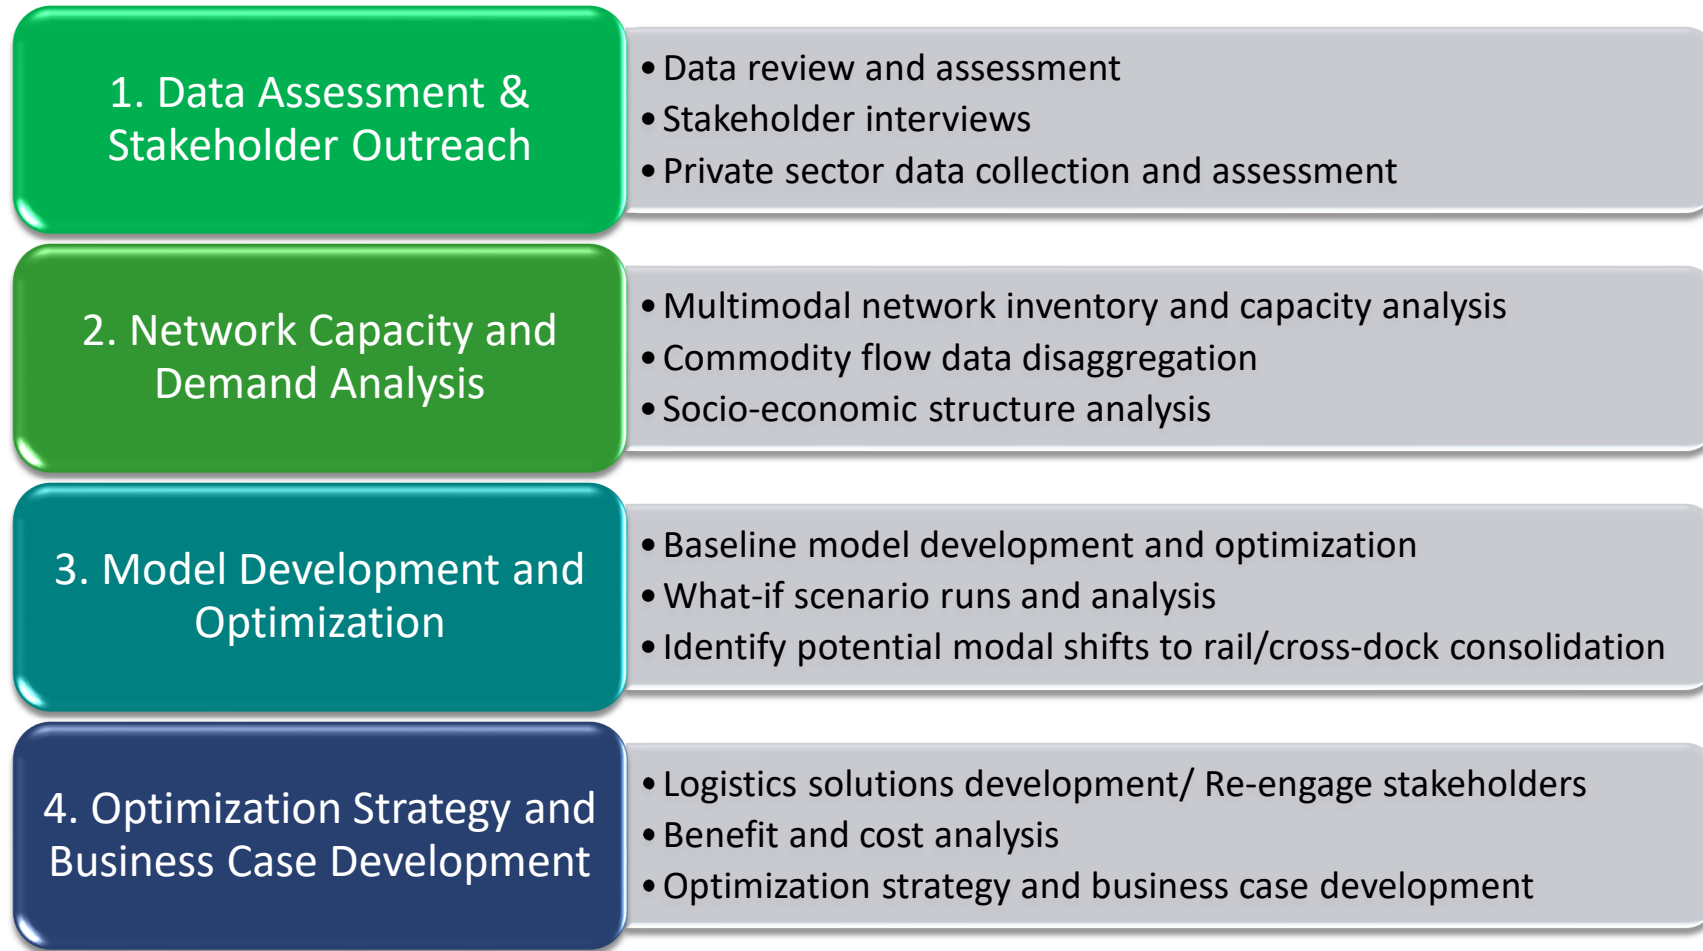 1. Data Assessment &
Stakeholder Outreach
• Data review and assessment
• Stakeholder interviews
• Private sector data collection and assessment
2. Network Capacity and
Demand Analysis
• Multimodal network inventory and capacity analysis
• Commodity flow data disaggregation
• Socio-economic structure analysis
3. Model Development and
Optimization
• Baseline model development and optimization
• What-if scenario runs and analysis
• Identify potential modal shifts to rail/cross-dock consolidation
4. Optimization Strategy and
Business Case Development
• Logistics solutions development/ Re-engage stakeholders
• Benefit and cost analysis
• Optimization strategy and business case development